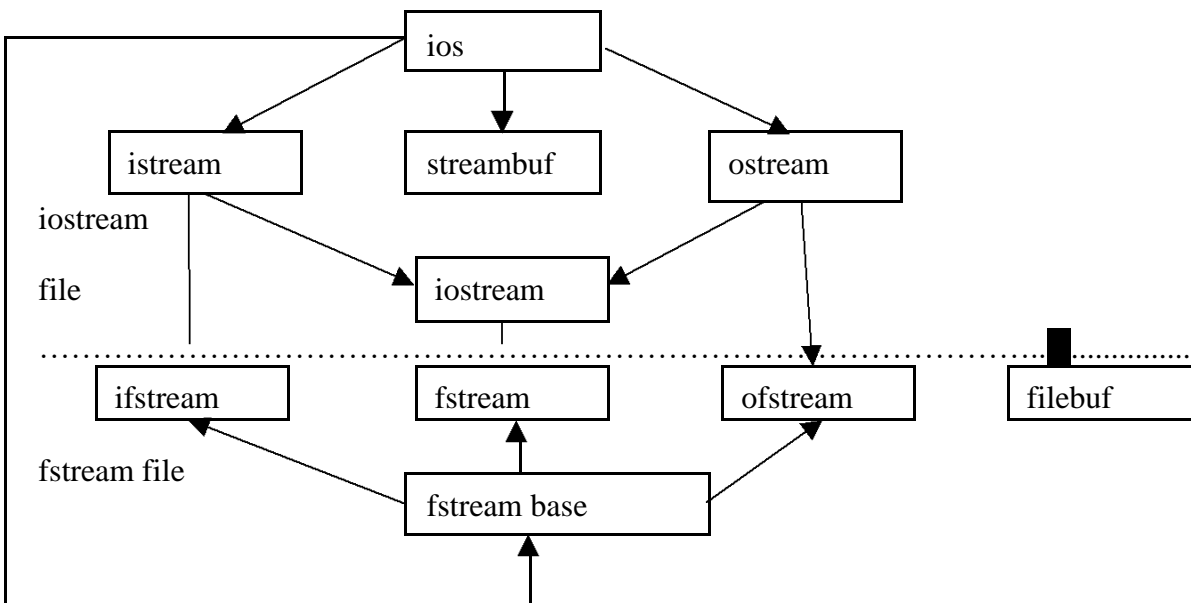 ios
istream
streambuf
ostream
iostream
file
iostream
ifstream
fstream
ofstream
filebuf
fstream file
fstream base